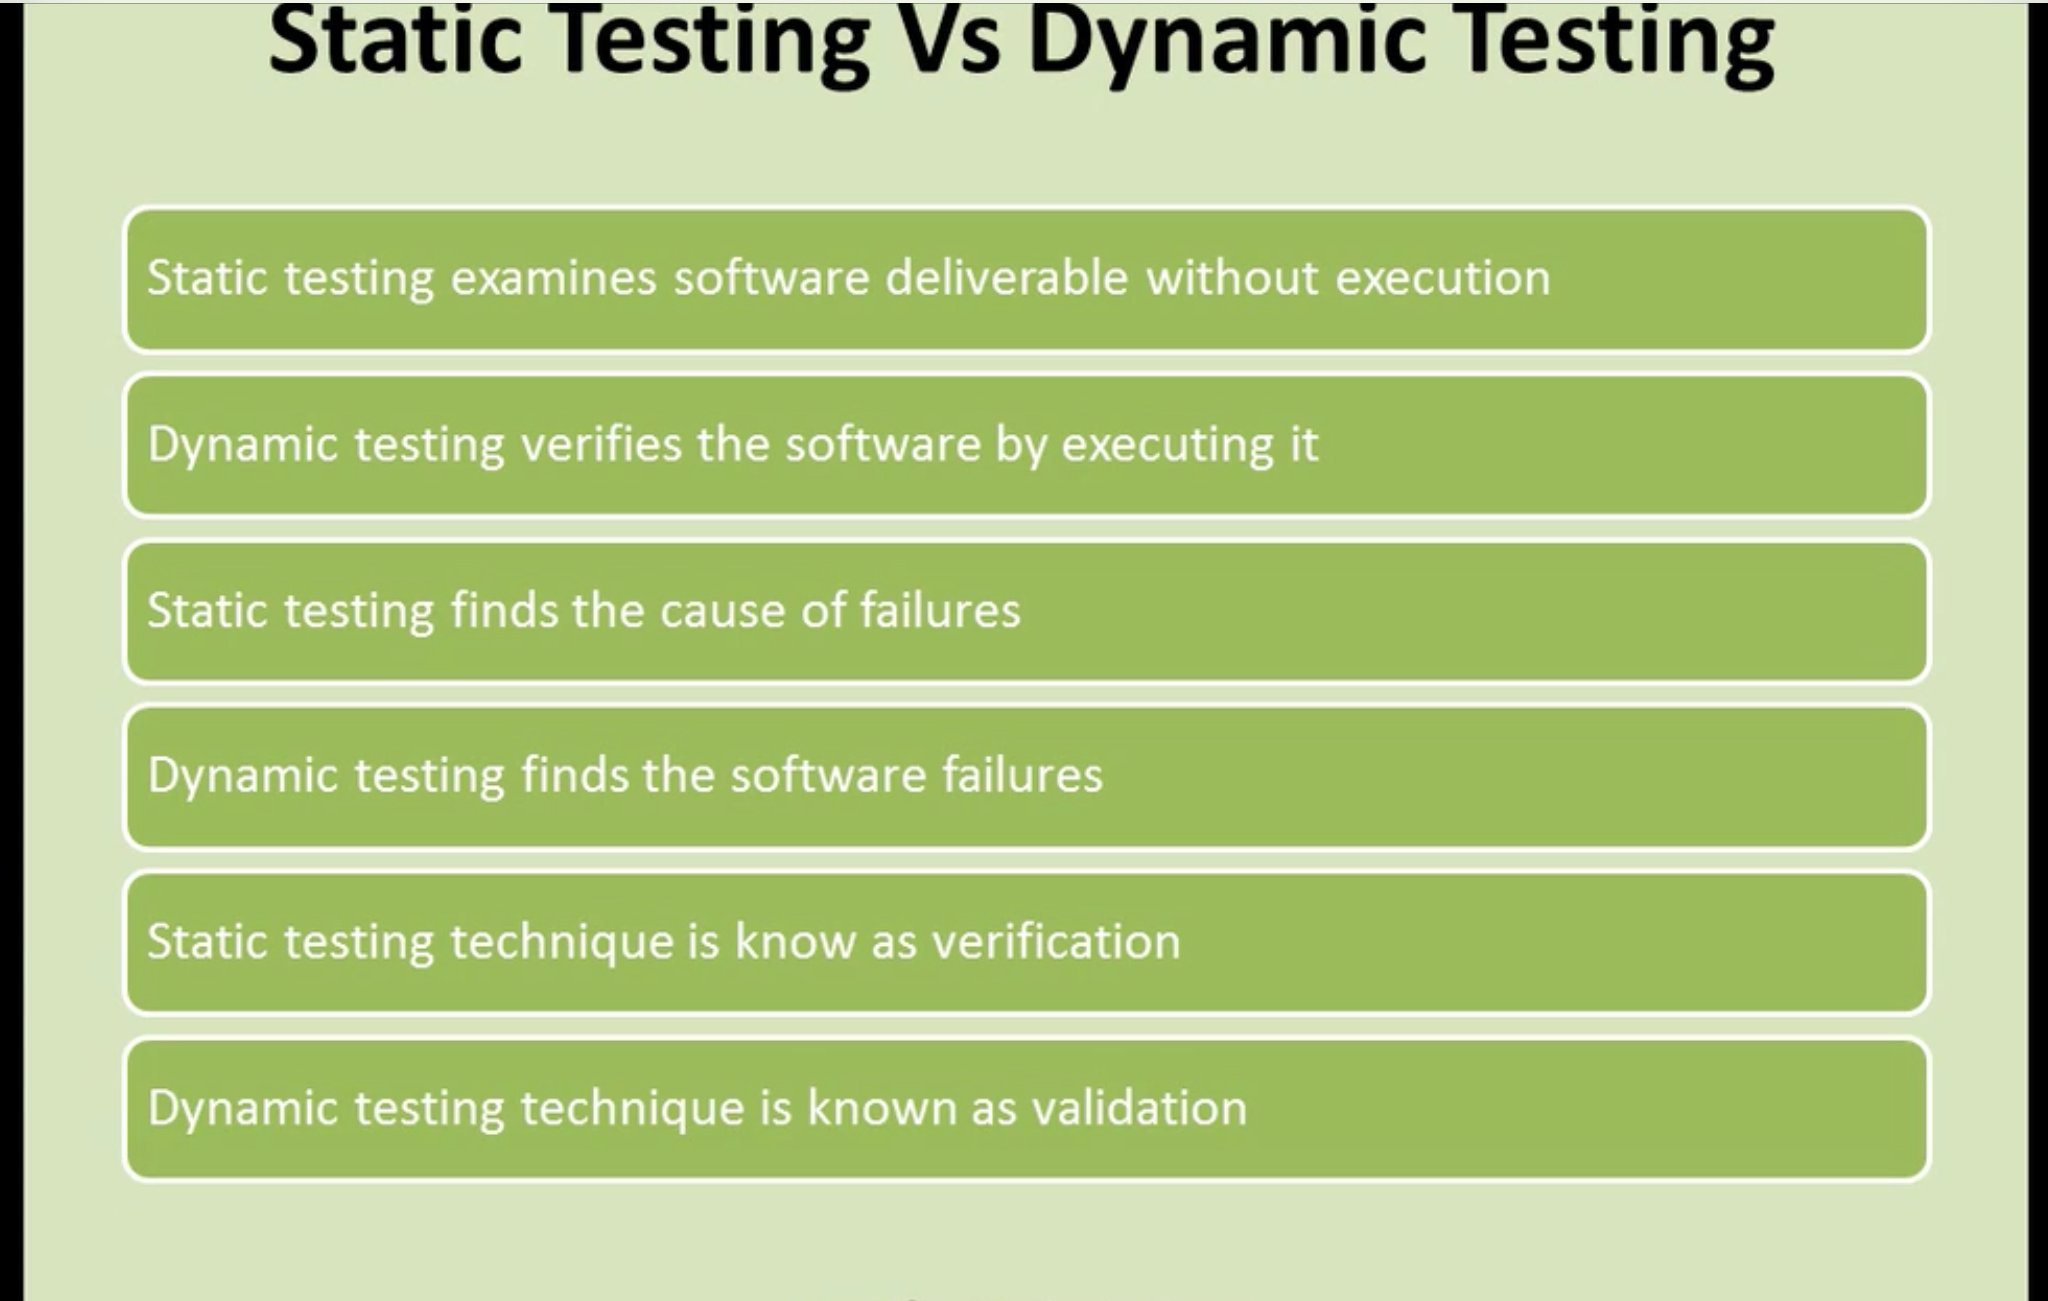 Static Testing Vs Dynamic Testing
Static testing examines software deliverable without execution
Dynamic testing verifies the software by executing it
Static testing finds the cause of failures
Dynamic testing finds the software failures
Static testing technique is know as verification
Dynamic testing technique is known as validation